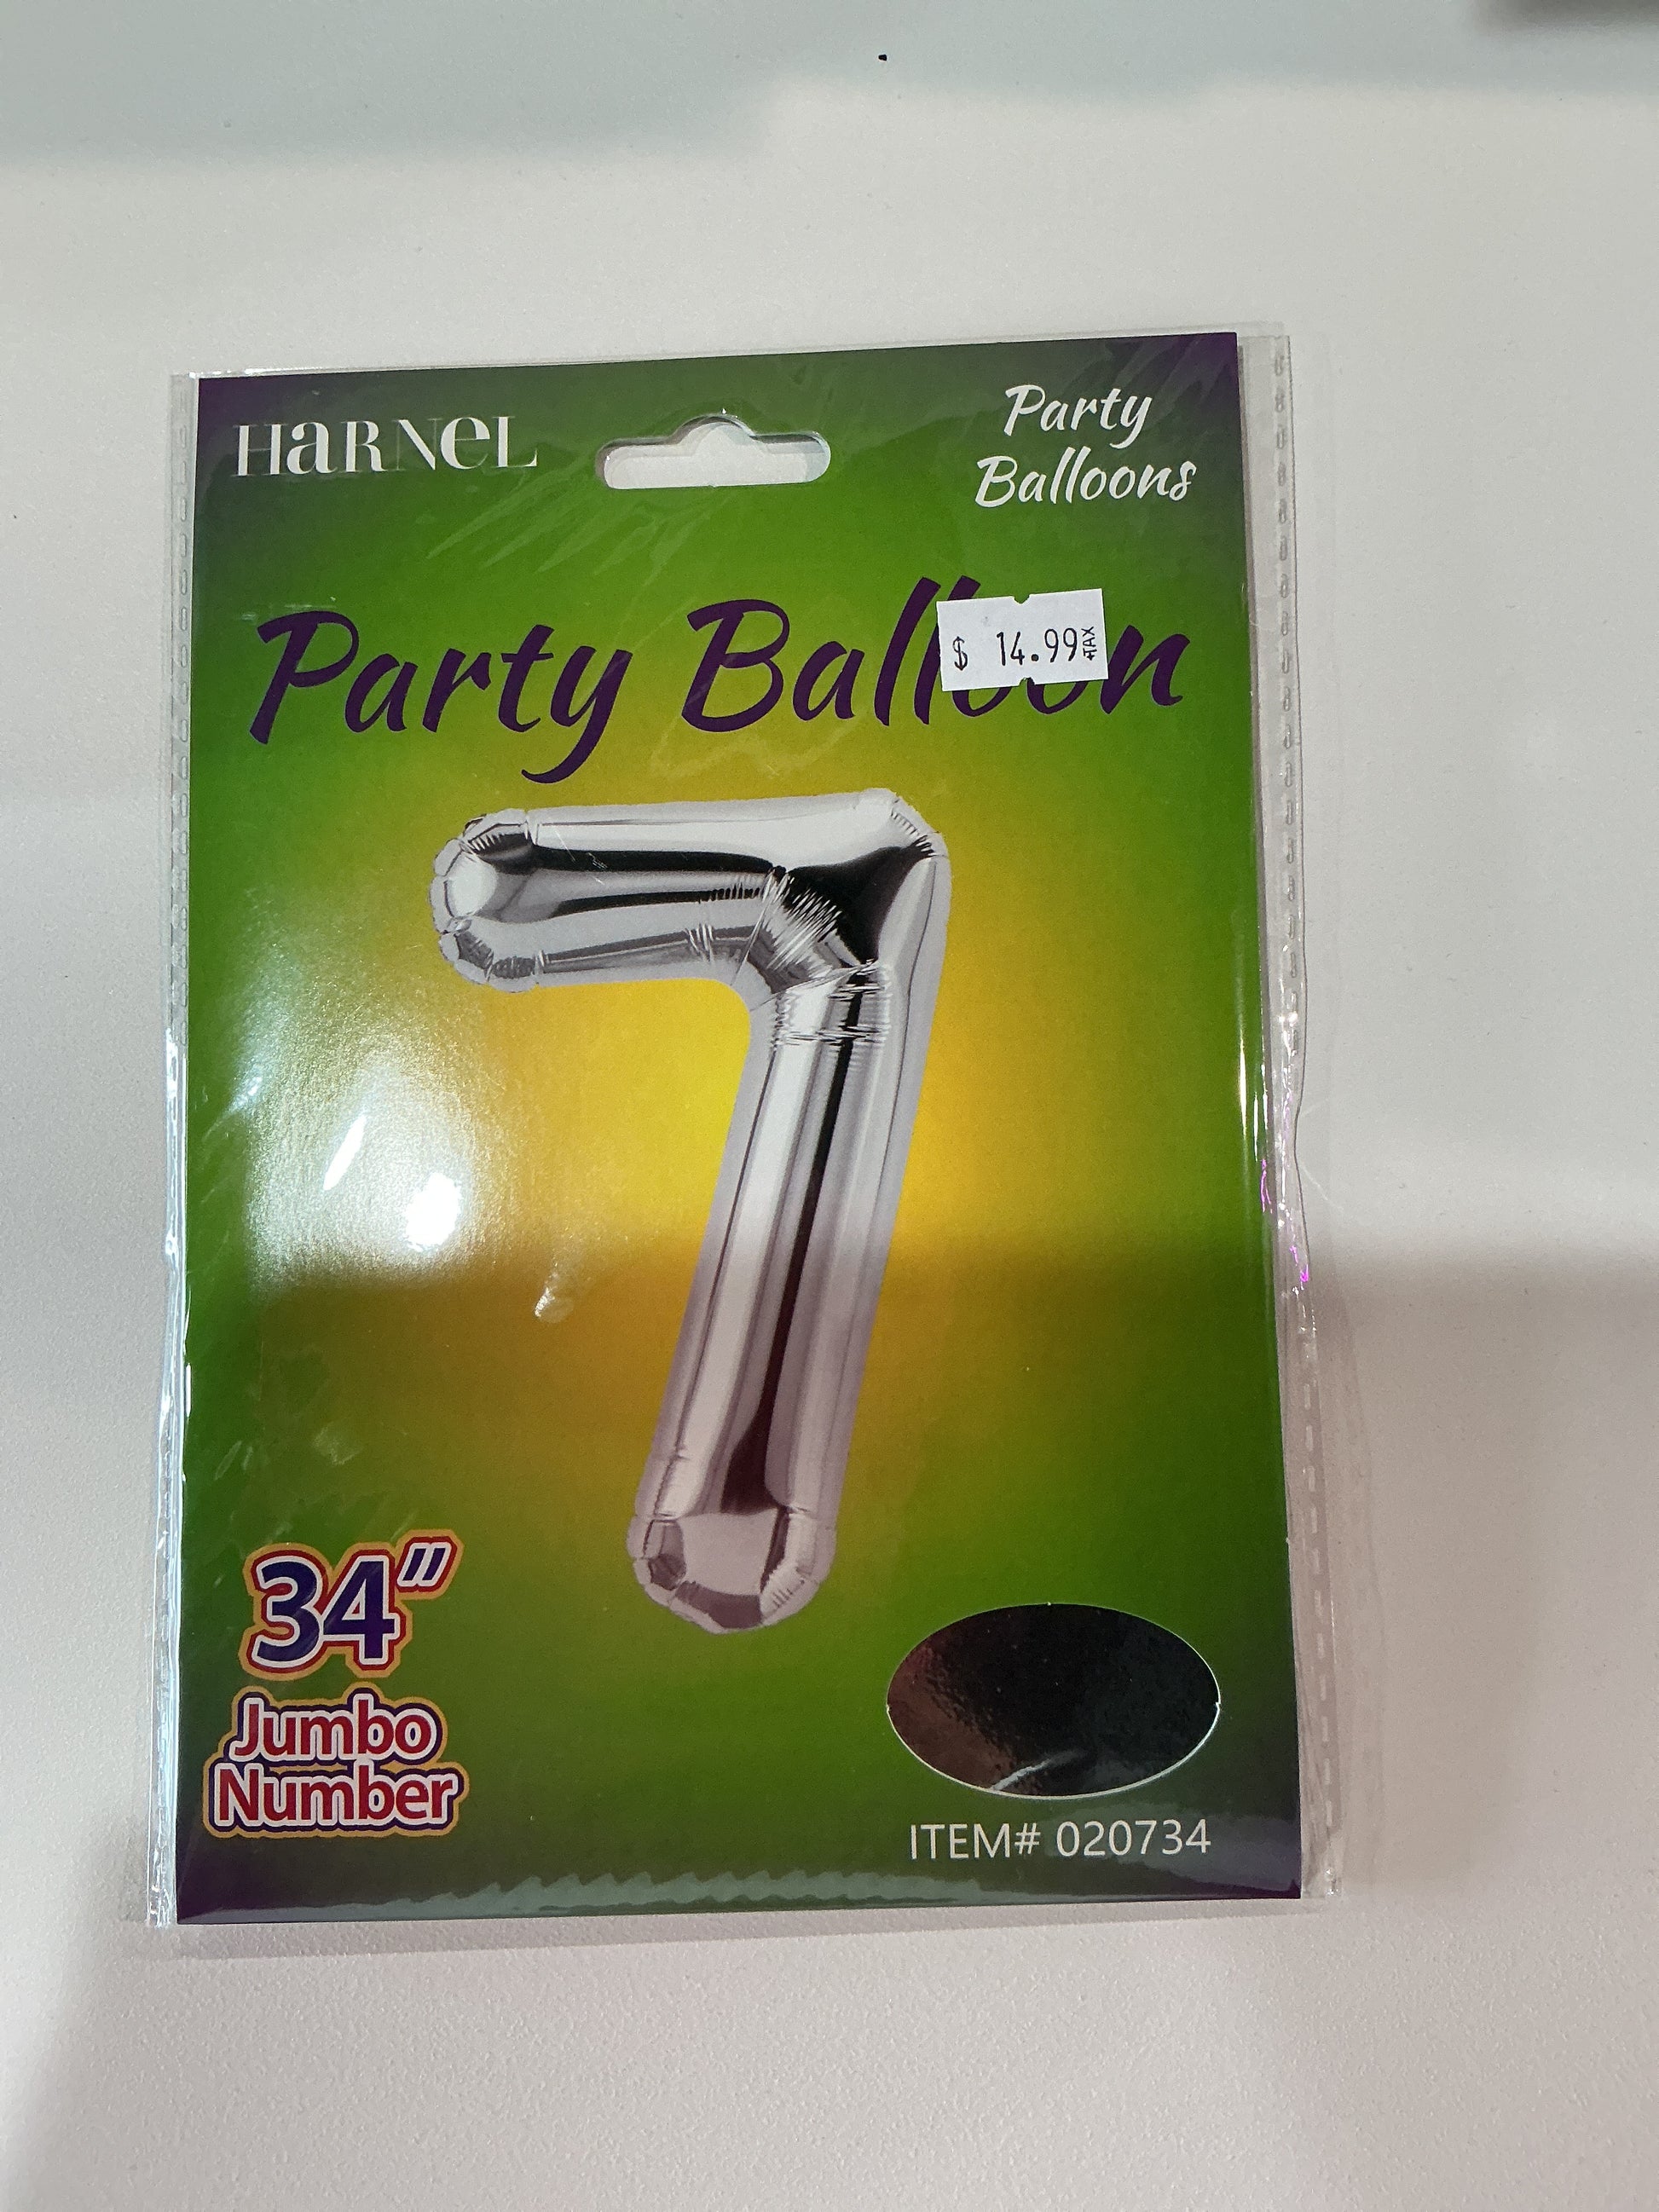 HARNEL
Party
Balloons
Party Balloon
$ 14.99 +TAX
7
34"
Jumbo
Number
ITEM# 020734